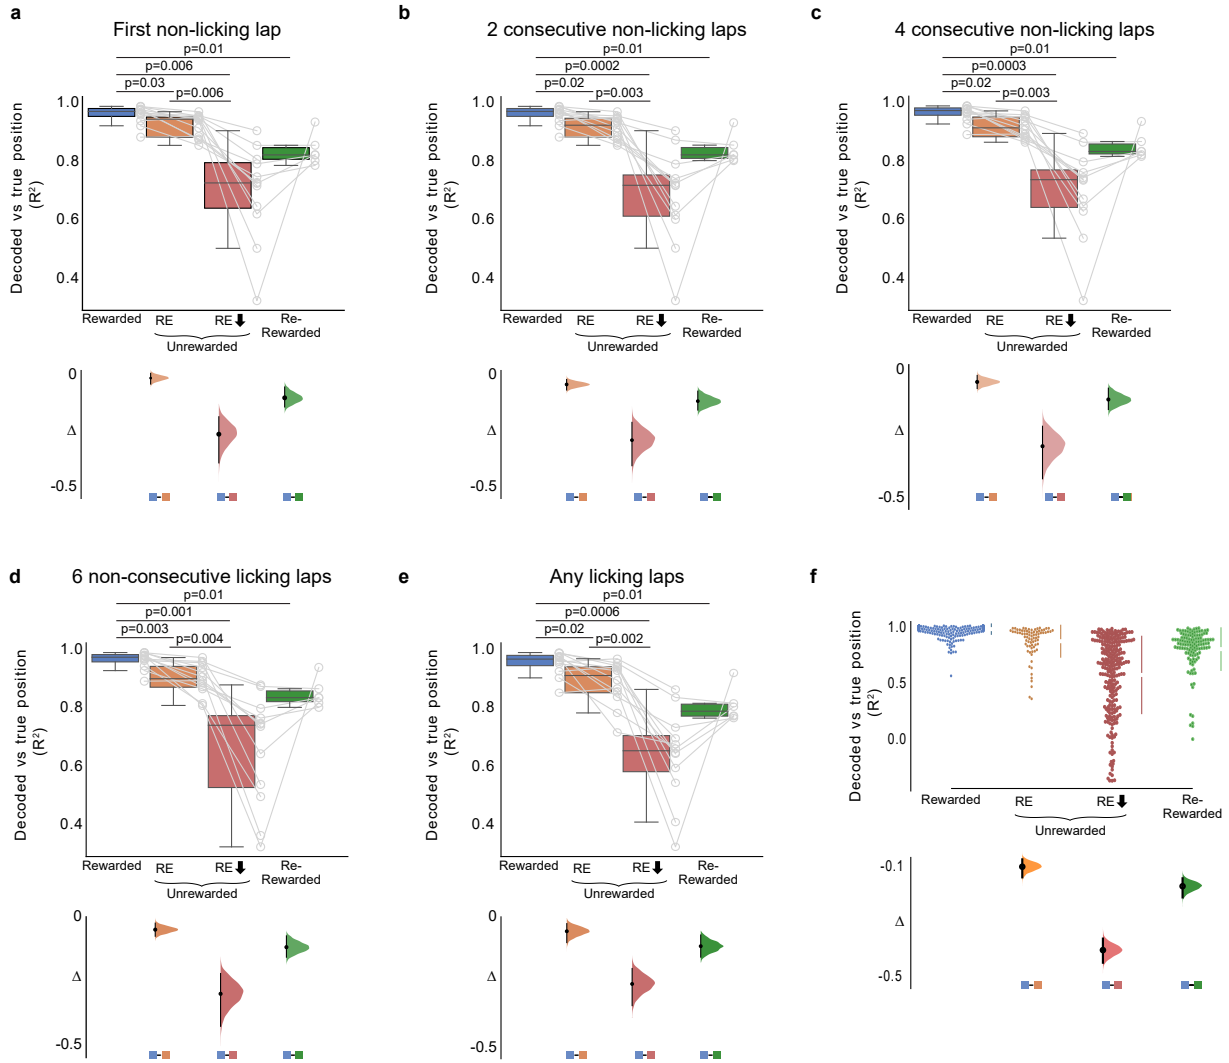 a
First non-licking lap
p=0.01
p=0.006
p=0.03
p=0.006
Decoded vs true position
(R²)
1.0
0.8
0.6
0.4
Rewarded
RE
RE
Re-
Rewarded
Unrewarded
0
Δ
-0.5
b
2 consecutive non-licking laps
p=0.01
p=0.0002
p=0.02
p=0.003
Decoded vs true position
(R²)
1.0
0.8
0.6
0.4
Rewarded
RE
RE
Re-
Rewarded
Unrewarded
0
Δ
-0.5
c
4 consecutive non-licking laps
p=0.01
p=0.0003
p=0.02
p=0.003
Decoded vs true position
(R²)
1.0
0.8
0.6
0.4
Rewarded
RE
RE
Re-
Rewarded
Unrewarded
0
Δ
-0.5
d
6 non-consecutive licking laps
p=0.01
p=0.001
p=0.003
p=0.004
Decoded vs true position
(R²)
1.0
0.8
0.6
0.4
Rewarded
RE
RE
Re-
Rewarded
Unrewarded
0
Δ
-0.5
e
Any licking laps
p=0.01
p=0.0006
p=0.02
p=0.002
Decoded vs true position
(R²)
1.0
0.8
0.6
0.4
Rewarded
RE
RE
Re-
Rewarded
Unrewarded
0
Δ
-0.5
f
Decoded vs true position
(R²)
1.0
0.5
0.0
Rewarded
RE
RE
Re-
Rewarded
Unrewarded
-0.1
Δ
-0.5